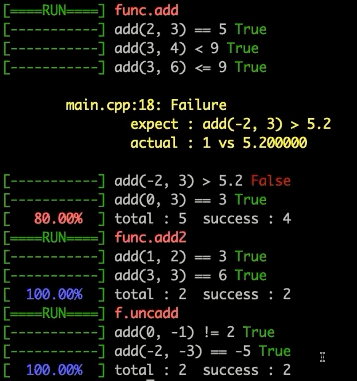 [====RUN====] func.add
[-----------] add(2, 3) == 5 True
[-----------] add(3, 4) < 9 True
[-----------] add(3, 6) <= 9 True
main.cpp:18: Failure
expect : add(-2, 3) > 5.2
actual : 1 vs 5.200000
[-----------] add(-2, 3) > 5.2 False
[-----------] add(0, 3) == 3 True
[ 80.00% ] total : 5 success : 4
[====RUN====] func.add2
[-----------] add(1, 2) == 3 True
[-----------] add(3, 3) == 6 True
[ 100.00% ] total : 2 success : 2
[====RUN====] f.uncadd
[-----------] add(0, -1) != 2 True
[-----------] add(-2, -3) == -5 True
[ 100.00% ] total : 2 success : 2